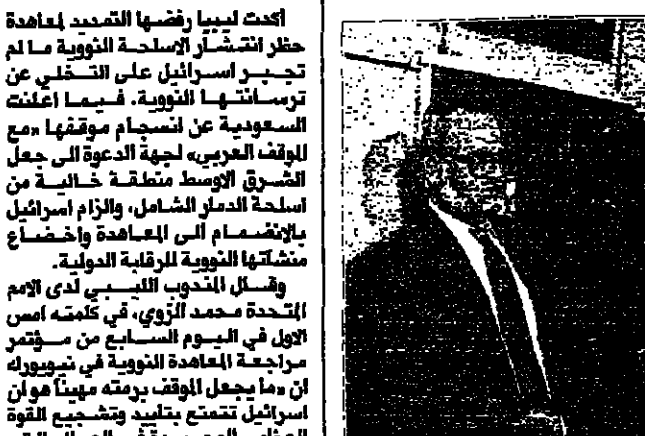 أكدت ليبيا رفضها التمديد لمعاهدة
حظر انتشار الاسلحة النووية ما لم
تجبر اسرائيل على التخلي عن
ترسانتها النووية. فيما اعلنت
السعودية عن انسجام موقفها «مع
الموقف العربي» لجهة الدعوة الى جعل
الشرق الاوسط منطقة خالية من
اسلحة الدمار الشامل، والزام اسرائيل
بالانضمام الى المعاهدة واخضاع
منشآتها النووية للرقابة الدولية.
وقال المندوب الليبي لدى الامم
المتحدة محمد الزوي، في كلمته امس
الاول في اليوم السابع من مؤتمر
مراجعة المعاهدة النووية في نيويورك
ان «ما يجعل الموقف برمته مهيناً هو ان
اسرائيل تتمتع بتأييد وتشجيع القوة